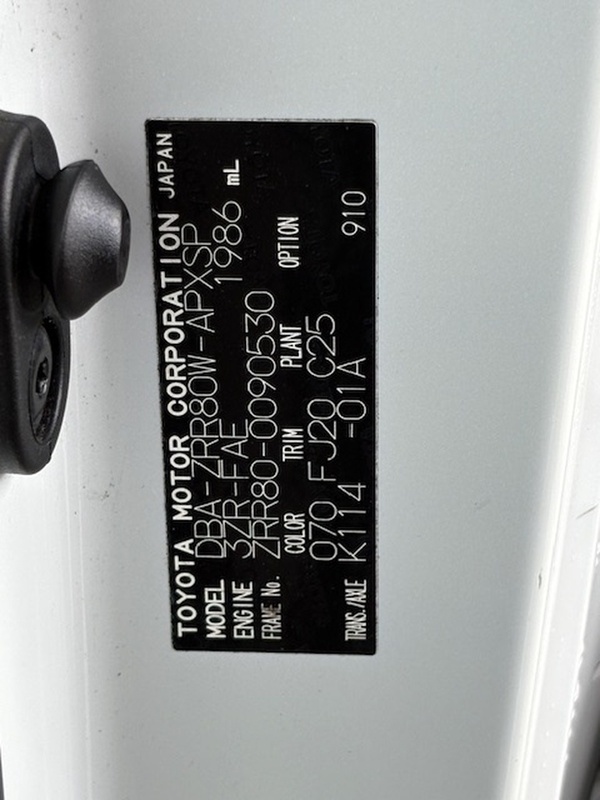 TOYOTA MOTOR CORPORATION JAPAN
MODEL DBA-ZRR80W-APXSP
ENGINE 3ZR-FAE 1986 mL
FRAME No. ZRR80-0090530
COLOR TRIM PLANT OPTION
070 FJ20 C25
TRANS./AXLE K114 -01A 910